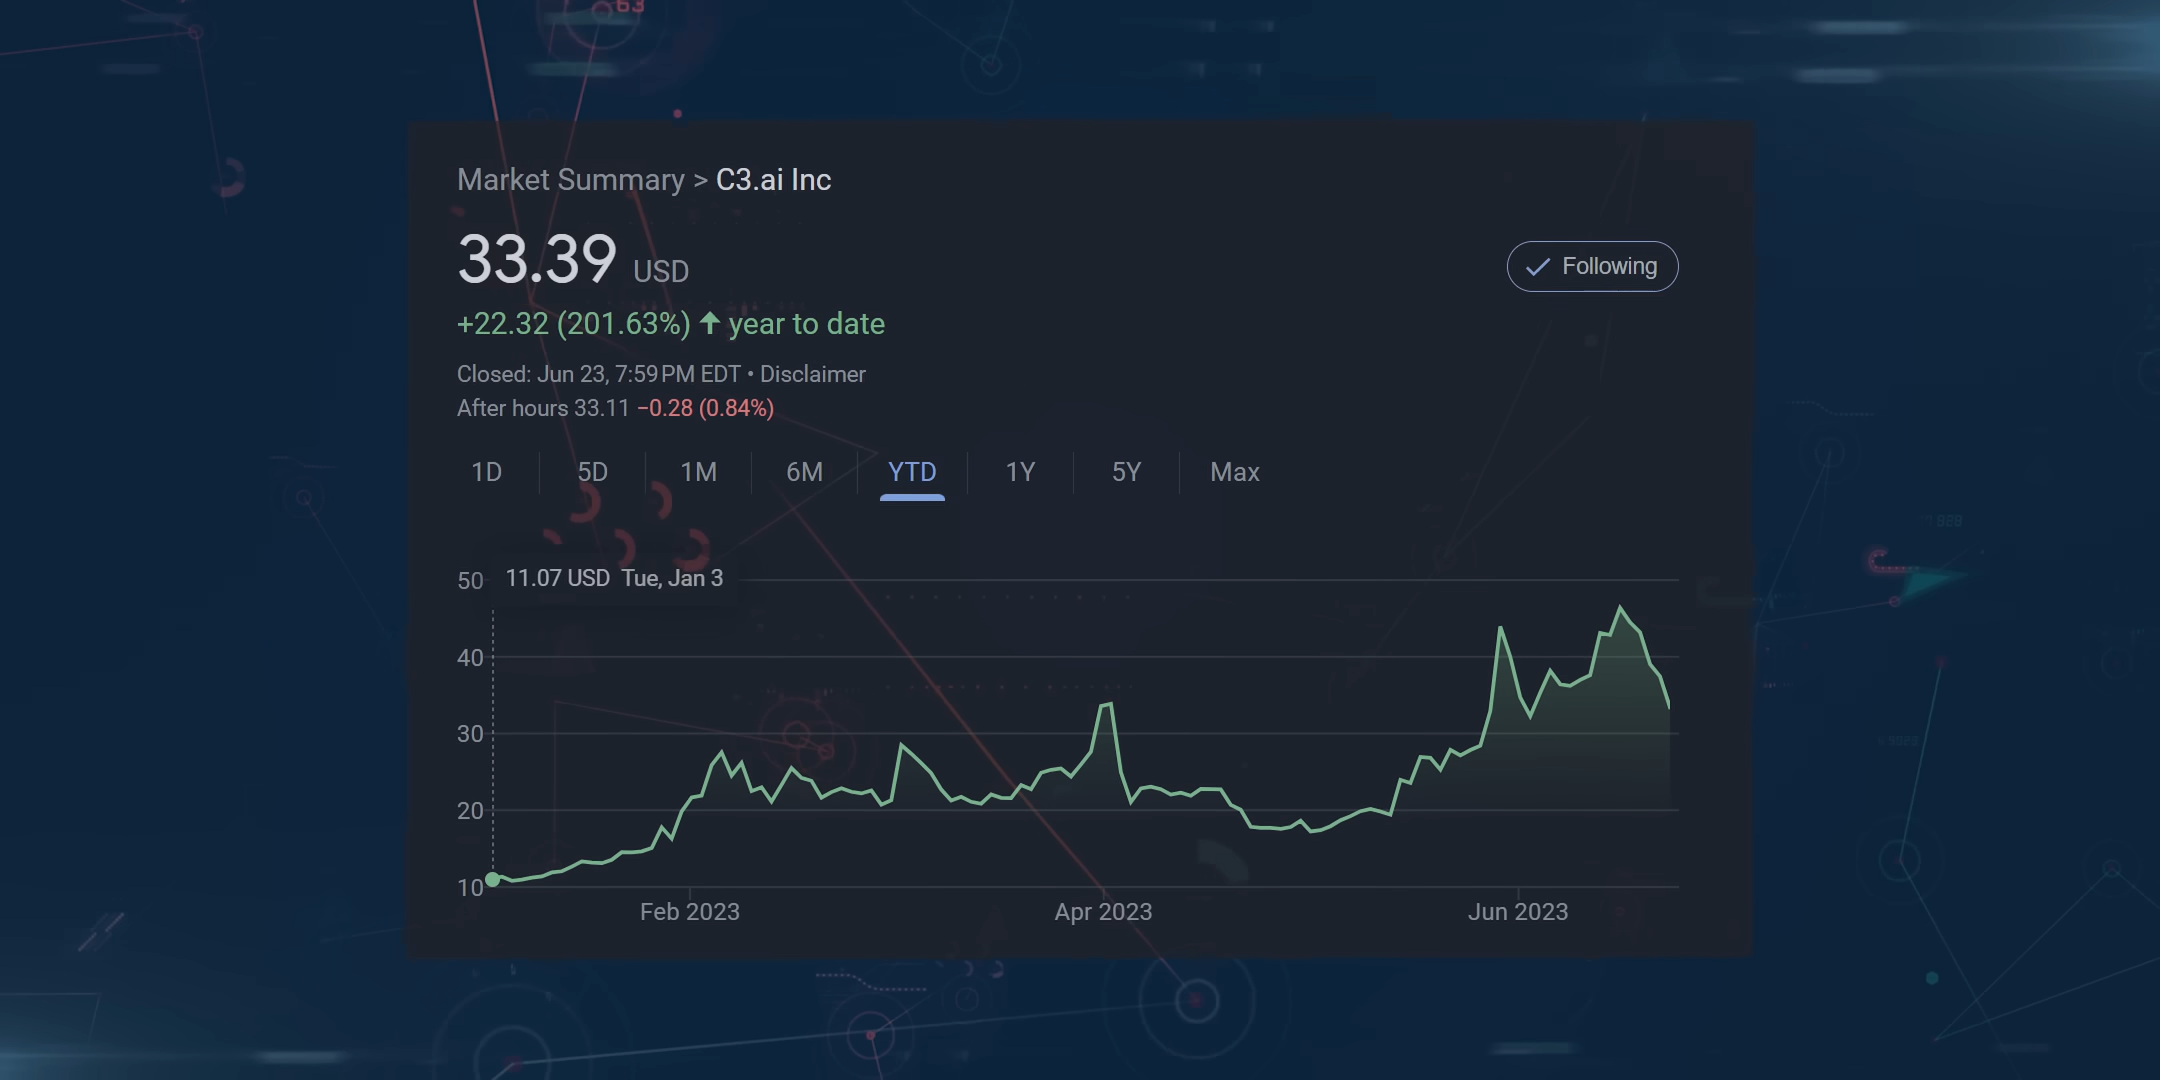 63
Market Summary > C3.ai Inc
33.39 USD
Following
+22.32 (201.63%) year to date
Closed: Jun 23, 7:59 PM EDT • Disclaimer
After hours 33.11 −0.28 (0.84%)
1D 5D 1M 6M YTD 1Y 5Y Max
11.07 USD Tue, Jan 3
50
40
30
20
10
Feb 2023 Apr 2023 Jun 2023